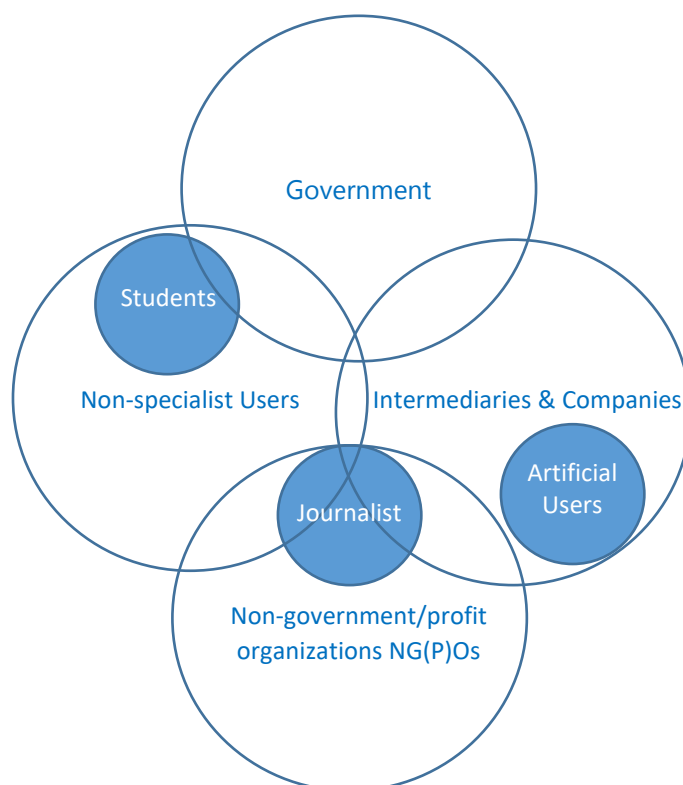 Government
Students
Non-specialist Users
Intermediaries & Companies
Artificial
Users
Journalist
Non-government/profit
organizations NG(P)Os